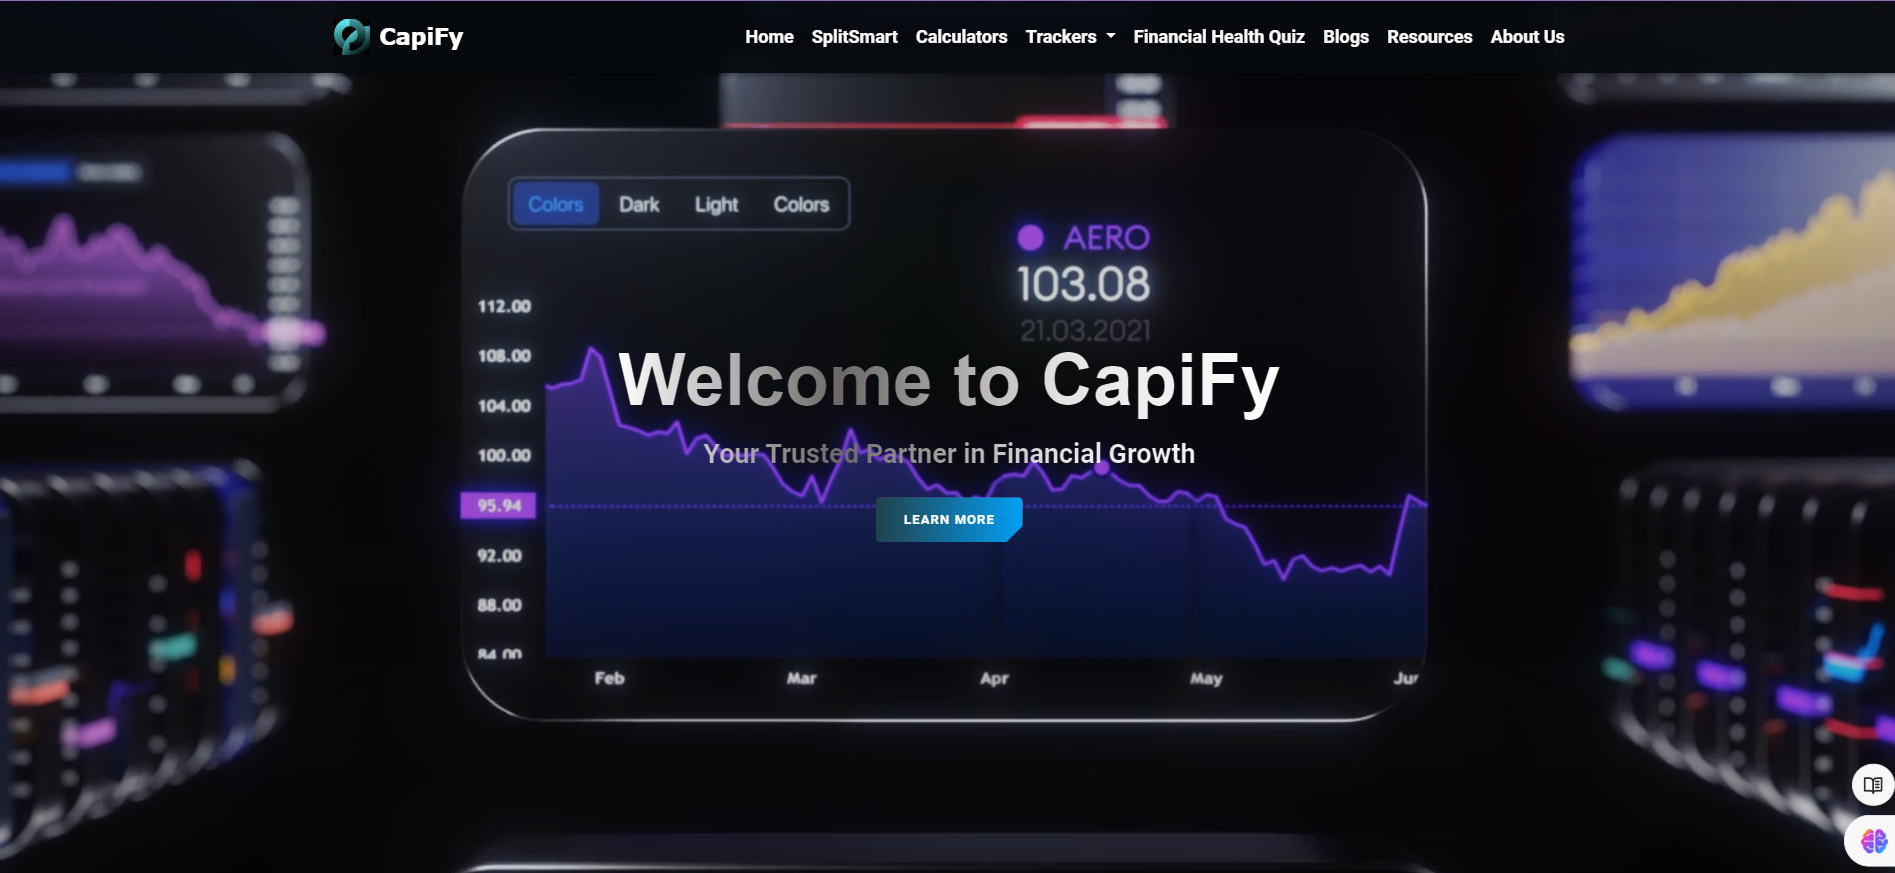 CapiFy
Home SplitSmart Calculators Trackers Financial Health Quiz Blogs Resources About Us
Colors Dark Light Colors
AERO
103.08
21.03.2021
112.00
108.00
104.00
100.00
95.94
92.00
88.00
84.00
Welcome to CapiFy
Your Trusted Partner in Financial Growth
LEARN MORE
Feb Mar Apr May Jun